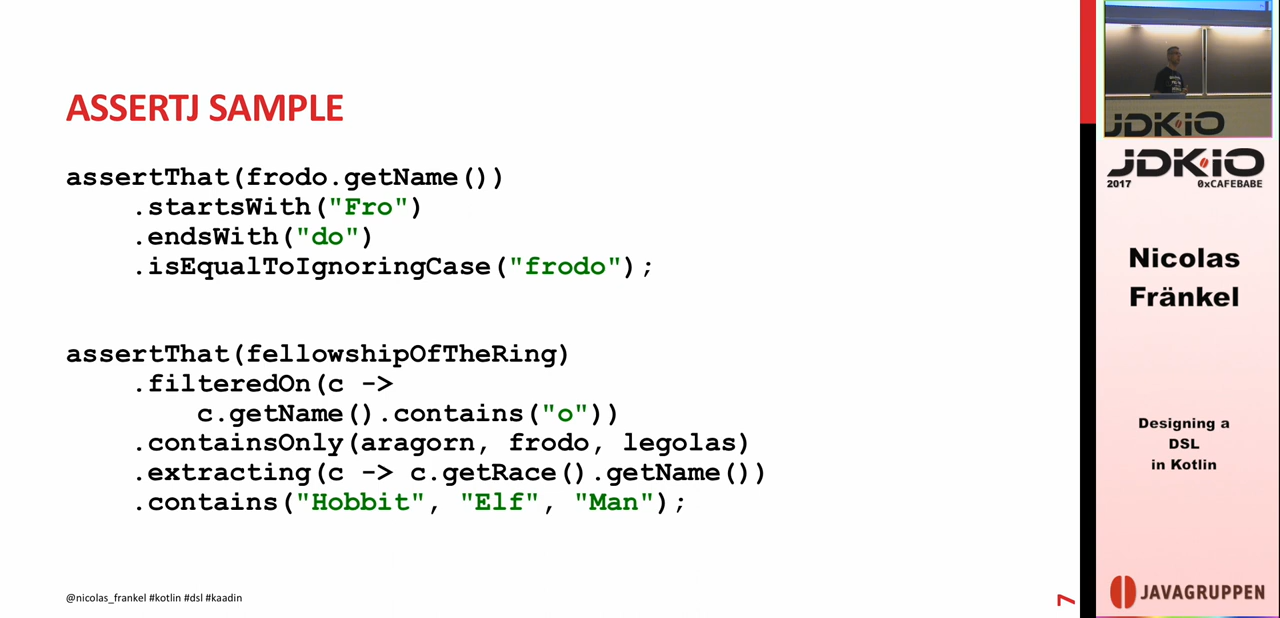 ASSERTJ SAMPLE
assertThat(frodo.getName())
.startsWith("Fro")
.endsWith("do")
.isEqualToIgnoringCase("frodo");
assertThat(fellowshipOfTheRing)
.filteredOn(c ->
c.getName().contains("o"))
.containsOnly(aragorn, frodo, legolas)
.extracting(c -> c.getRace().getName())
.contains("Hobbit", "Elf", "Man");
@nicolas_frankel #kotlin #dsl #kaadin
7
JDK.IO
JDK.IO
2017 0xCAFEBABE
Nicolas
Fränkel
Designing a
DSL
in Kotlin
JAVAGRUPPEN